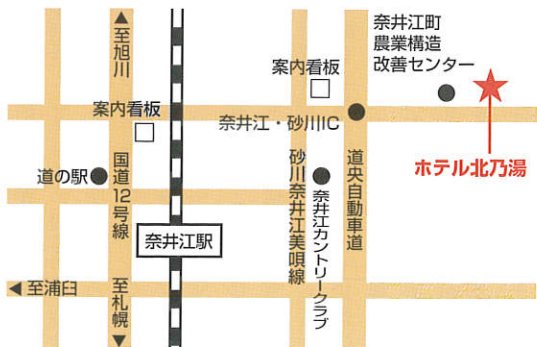 ▲至旭川
案内看板
道の駅
国道12号線
奈井江駅
◀至浦臼
至札幌▼
案内看板
奈井江・砂川IC
砂川奈井江美唄線
奈井江カントリークラブ
道央自動車道
奈井江町
農業構造
改善センター
ホテル北乃湯